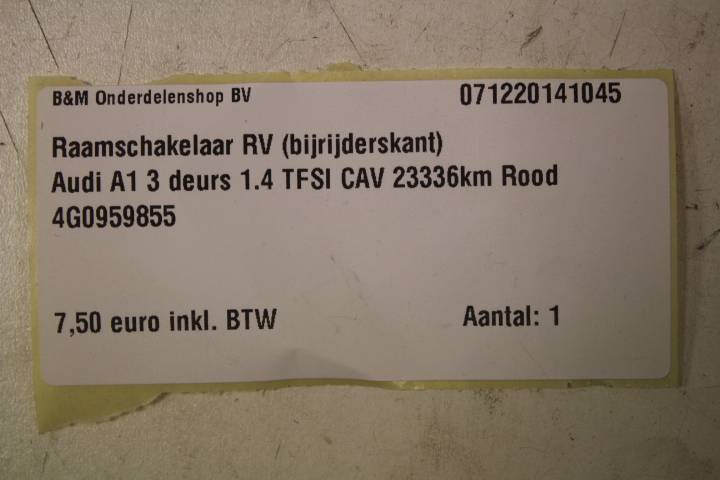 B&M Onderdelenshop BV 071220141045
Raamschakelaar RV (bijrijderskant)
Audi A1 3 deurs 1.4 TFSI CAV 23336km Rood
4G0959855
7,50 euro inkl. BTW Aantal: 1